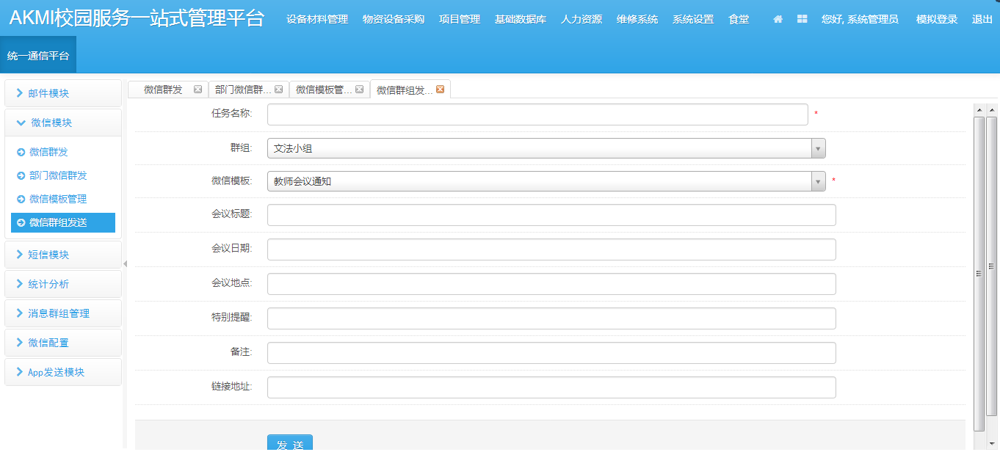 AKMI校园服务一站式管理平台
设备材料管理 物资设备采购 项目管理 基础数据库 人力资源 维修系统 系统设置 食堂 您好, 系统管理员 模拟登录 退出
统一通信平台
邮件模块
微信模块
微信群发
部门微信群发
微信模板管理
微信群组发送
短信模块
统计分析
消息群组管理
微信配置
App发送模块
微信群发 部门微信群... 微信模板管... 微信群组发...
任务名称: *
群组: 文法小组
微信模板: 教师会议通知 *
会议标题:
会议日期:
会议地点:
特别提醒:
备注:
链接地址:
发 送